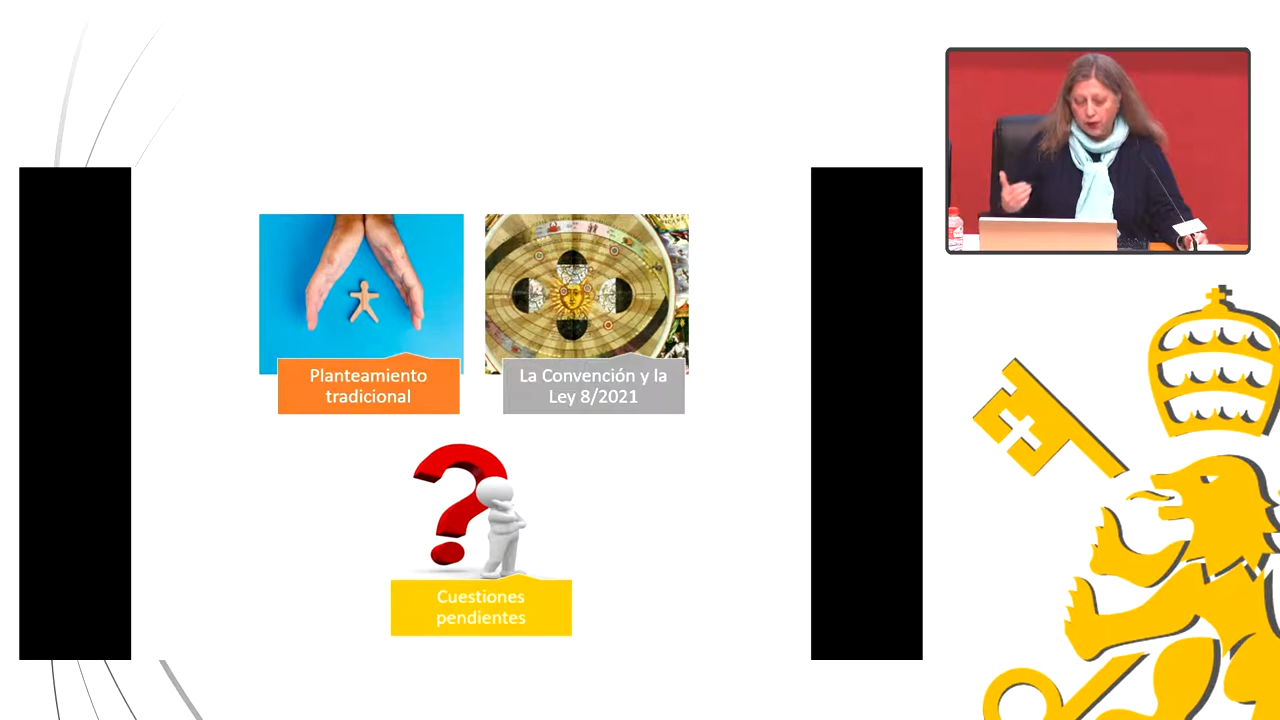 Planteamiento
tradicional
La Convención y la
Ley 8/2021
Cuestiones
pendientes